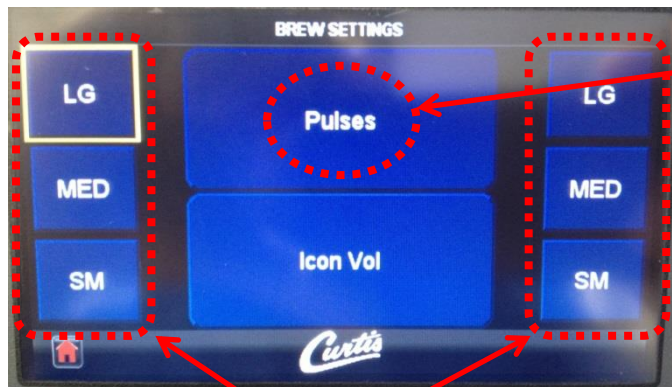 BREW SETTINGS
LG
Pulses
LG
MED
MED
Icon Vol
SM
SM
Curtis